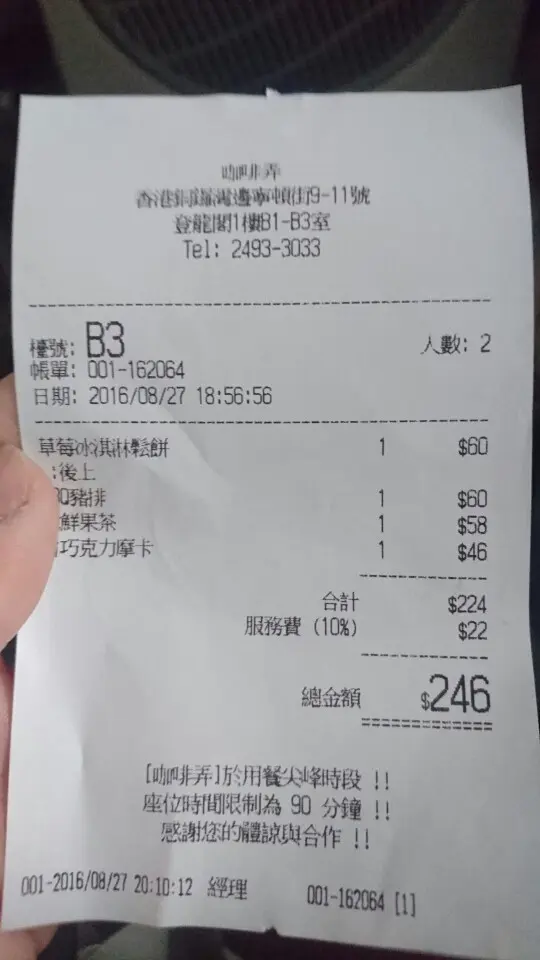 咖啡弄
香港銅鑼灣邊寧頓街9-11號
登龍閣1樓B1-B3室
Tel: 2493-3033
檯號: B3 人數: 2
帳單: 001-162064
日期: 2016/08/27 18:56:56
草莓冰淇淋鬆餅 1 $60
:後上
豬排 1 $60
鮮果茶 1 $58
巧克力摩卡 1 $46
合計 $224
服務費 (10%) $22
總金額 $246
[咖啡弄]於用餐尖峰時段 !!
座位時間限制為 90 分鐘 !!
感謝您的體諒與合作 !!
001-2016/08/27 20:10:12 經理 001-162064 [1]